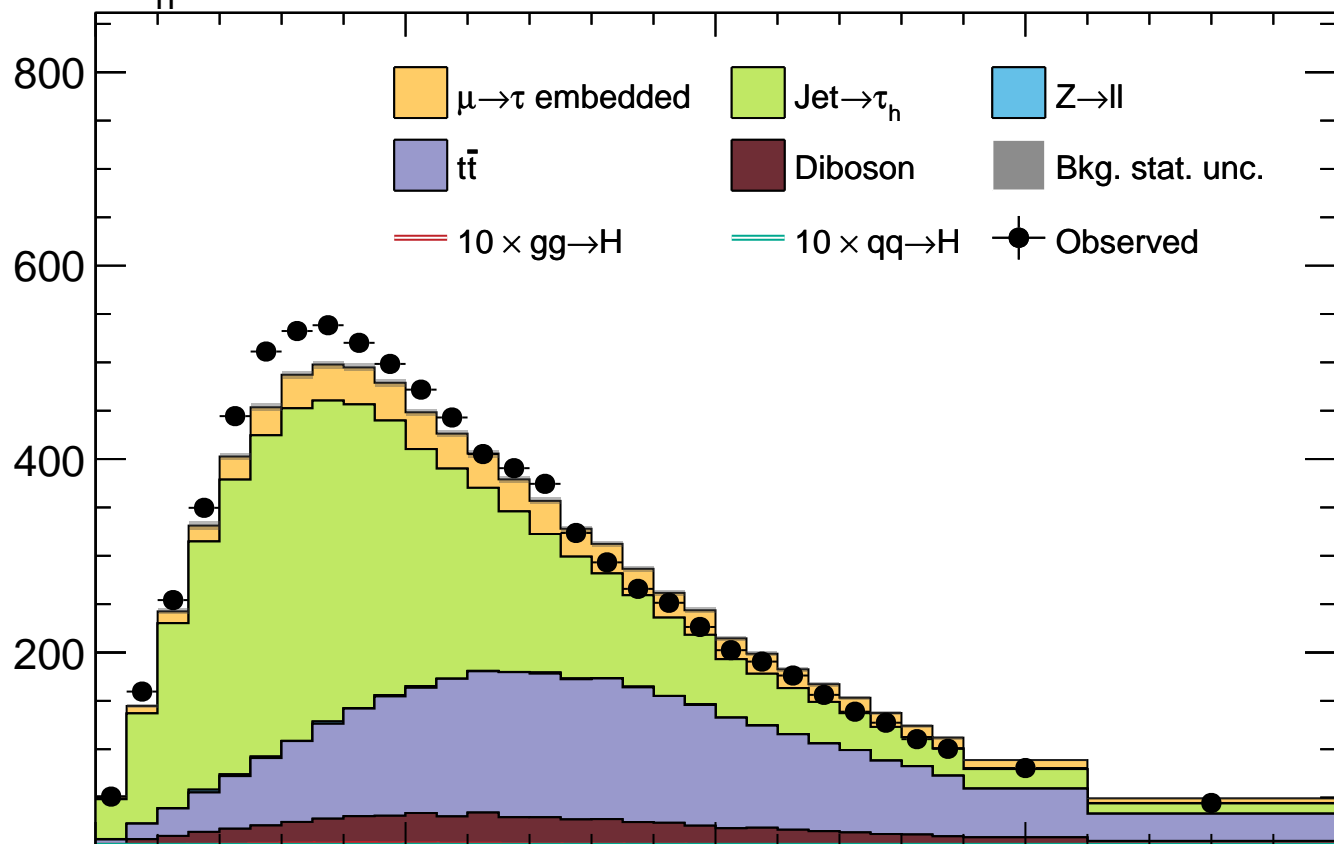 800
μ→τ embedded Jet→τh Z→ll
tt̄ Diboson Bkg. stat. unc.
10 × gg→H 10 × qq→H Observed
600
400
200